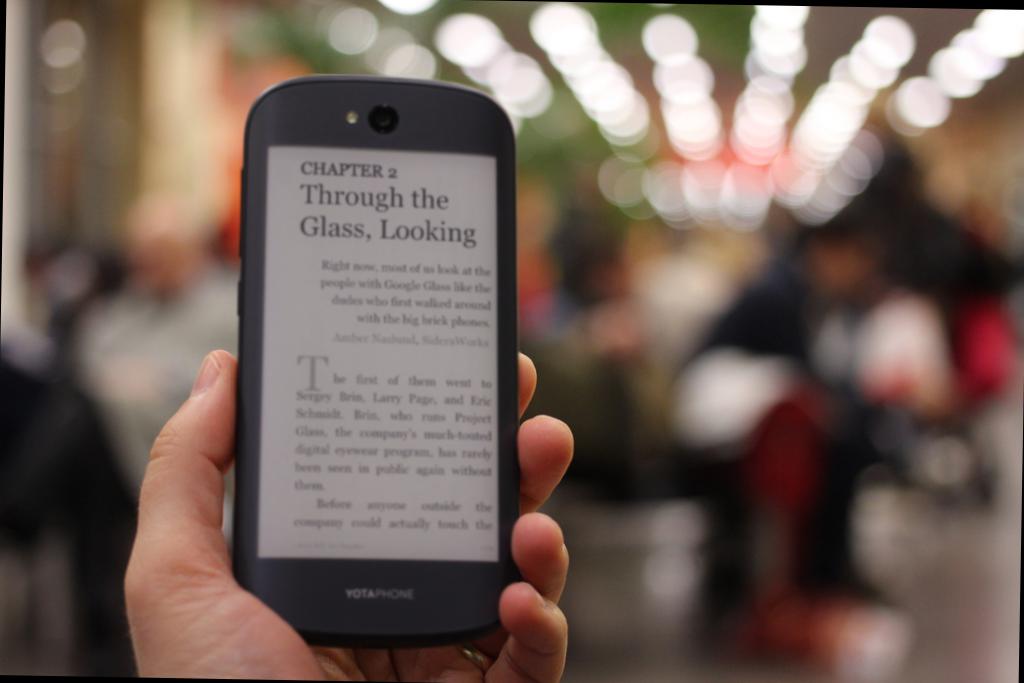 CHAPTER 2
Through the
Glass, Looking
Right now, most of us look at the
people with Google Glass like the
dudes who first walked around
with the big brick phones.
Amber Naslund, SideraWorks
The first of them went to
Sergey Brin, Larry Page, and Eric
Schmidt. Brin, who runs Project
Glass, the company's much-touted
digital eyewear program, has rarely
been seen in public again without
them.
Before anyone outside the
company could actually touch the
YOTAPHONE